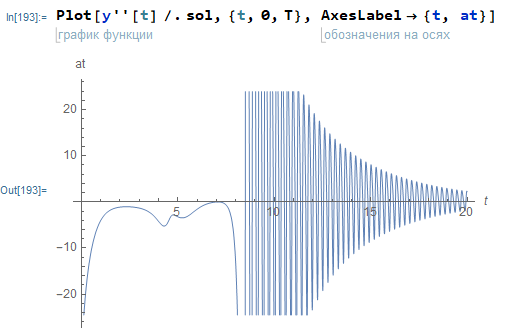 In[193]:= Plot[y''[t] /. sol, {t, 0, T}, AxesLabel → {t, at}]
график функции обозначения на осях
at
20
10
Out[193]=
5 10 15 20 t
-10
-20